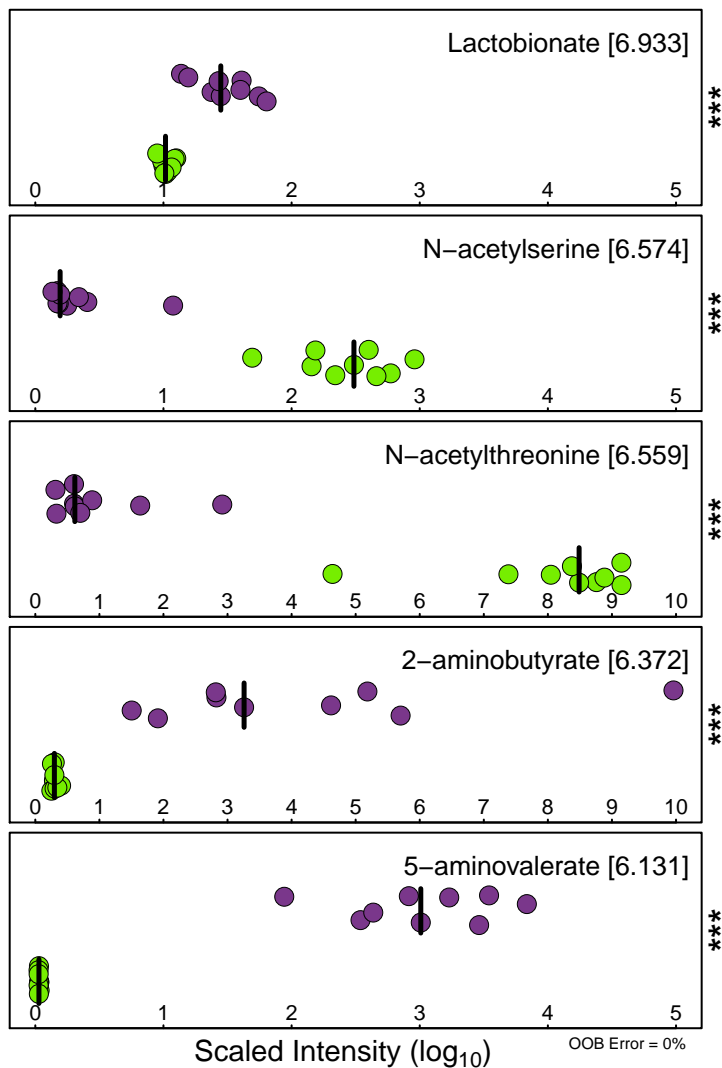 Lactobionate [6.933]
***
0 1 2 3 4 5
N−acetylserine [6.574]
***
0 1 2 3 4 5
N−acetylthreonine [6.559]
***
0 1 2 3 4 5 6 7 8 9 10
2−aminobutyrate [6.372]
***
0 1 2 3 4 5 6 7 8 9 10
5−aminovalerate [6.131]
***
0 1 2 3 4 5
Scaled Intensity (log10)
OOB Error = 0%